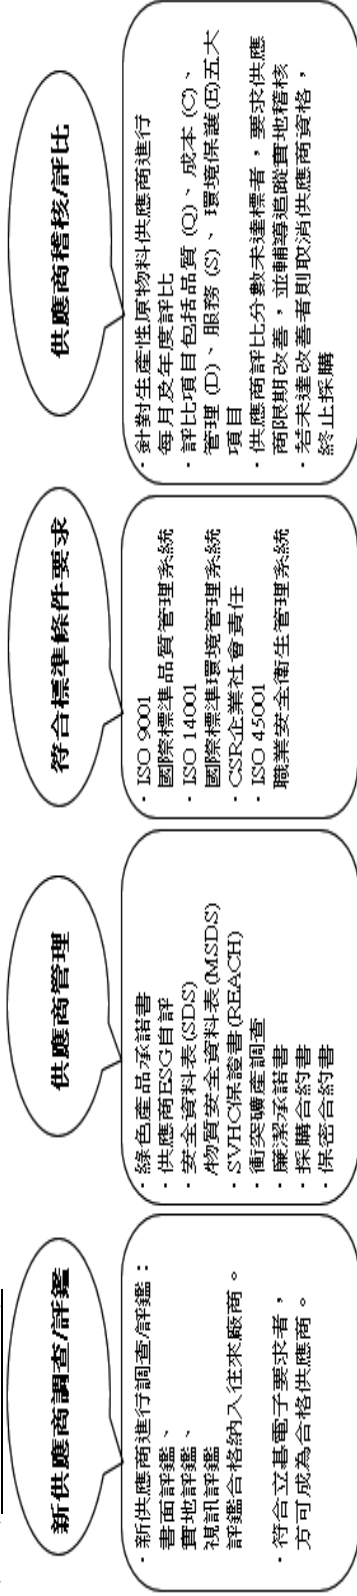 新供應商調查/評鑑
· 新供應商進行調查/評鑑：
書面評鑑、
實地評鑑、
視訊評鑑
評鑑合格納入往來廠商。
· 符合立基電子要求者，
方可成為合格供應商。
供應商管理
· 綠色產品承諾書
· 供應商ESG自評
· 安全資料表(SDS)
/物質安全資料表(MSDS)
· SVHC保證書(REACH)
· 衝突礦產調查
· 廉潔承諾書
· 採購合約書
· 保密合約書
符合標準條件要求
· ISO 9001
國際標準品質管理系統
· ISO 14001
國際標準環境管理系統
· CSR企業社會責任
· ISO 45001
職業安全衛生管理系統
供應商稽核/評比
· 針對生產性原物料供應商進行
每月及年度評比
· 評比項目包括品質 (Q)、成本 (C)、
管理 (D)、服務 (S)、環境保護(E)五大
項目
· 供應商評比分數未達標者，要求供應
商限期改善，並輔導追蹤實地稽核
· 若未達改善者則取消供應商資格，
終止採購